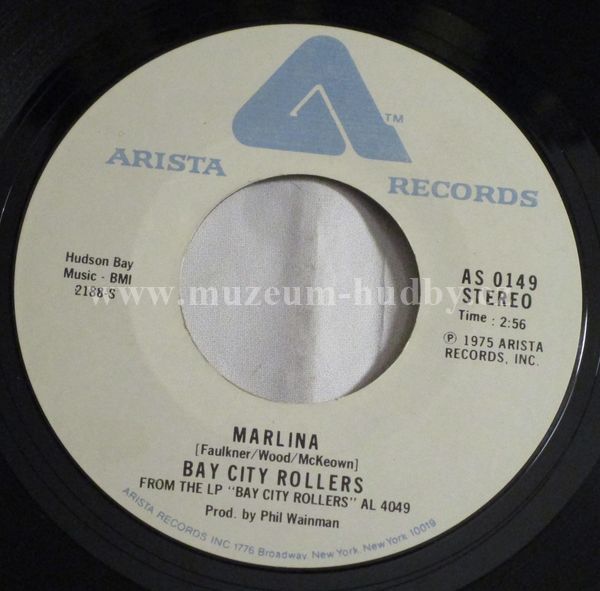 TM
ARISTA RECORDS
Hudson Bay
Music - BMI
2188-S
AS 0149
STEREO
Time : 2:56
Ⓟ 1975 ARISTA
RECORDS, INC.
www.muzeum-hudby.
MARLINA
[Faulkner/Wood/McKeown]
BAY CITY ROLLERS
FROM THE LP "BAY CITY ROLLERS" AL 4049
Prod. by Phil Wainman
ARISTA RECORDS INC 1776 Broadway, New York, New York 10019